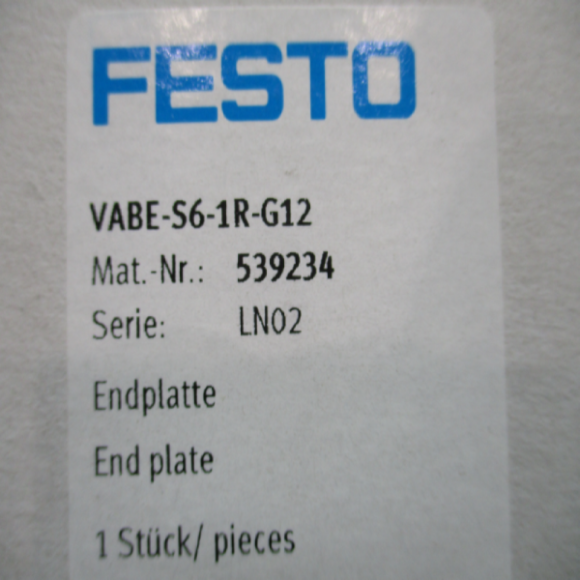 FESTO
VABE-S6-1R-G12
Mat.-Nr.: 539234
Serie: LN02
Endplatte
End plate
1 Stück/ pieces